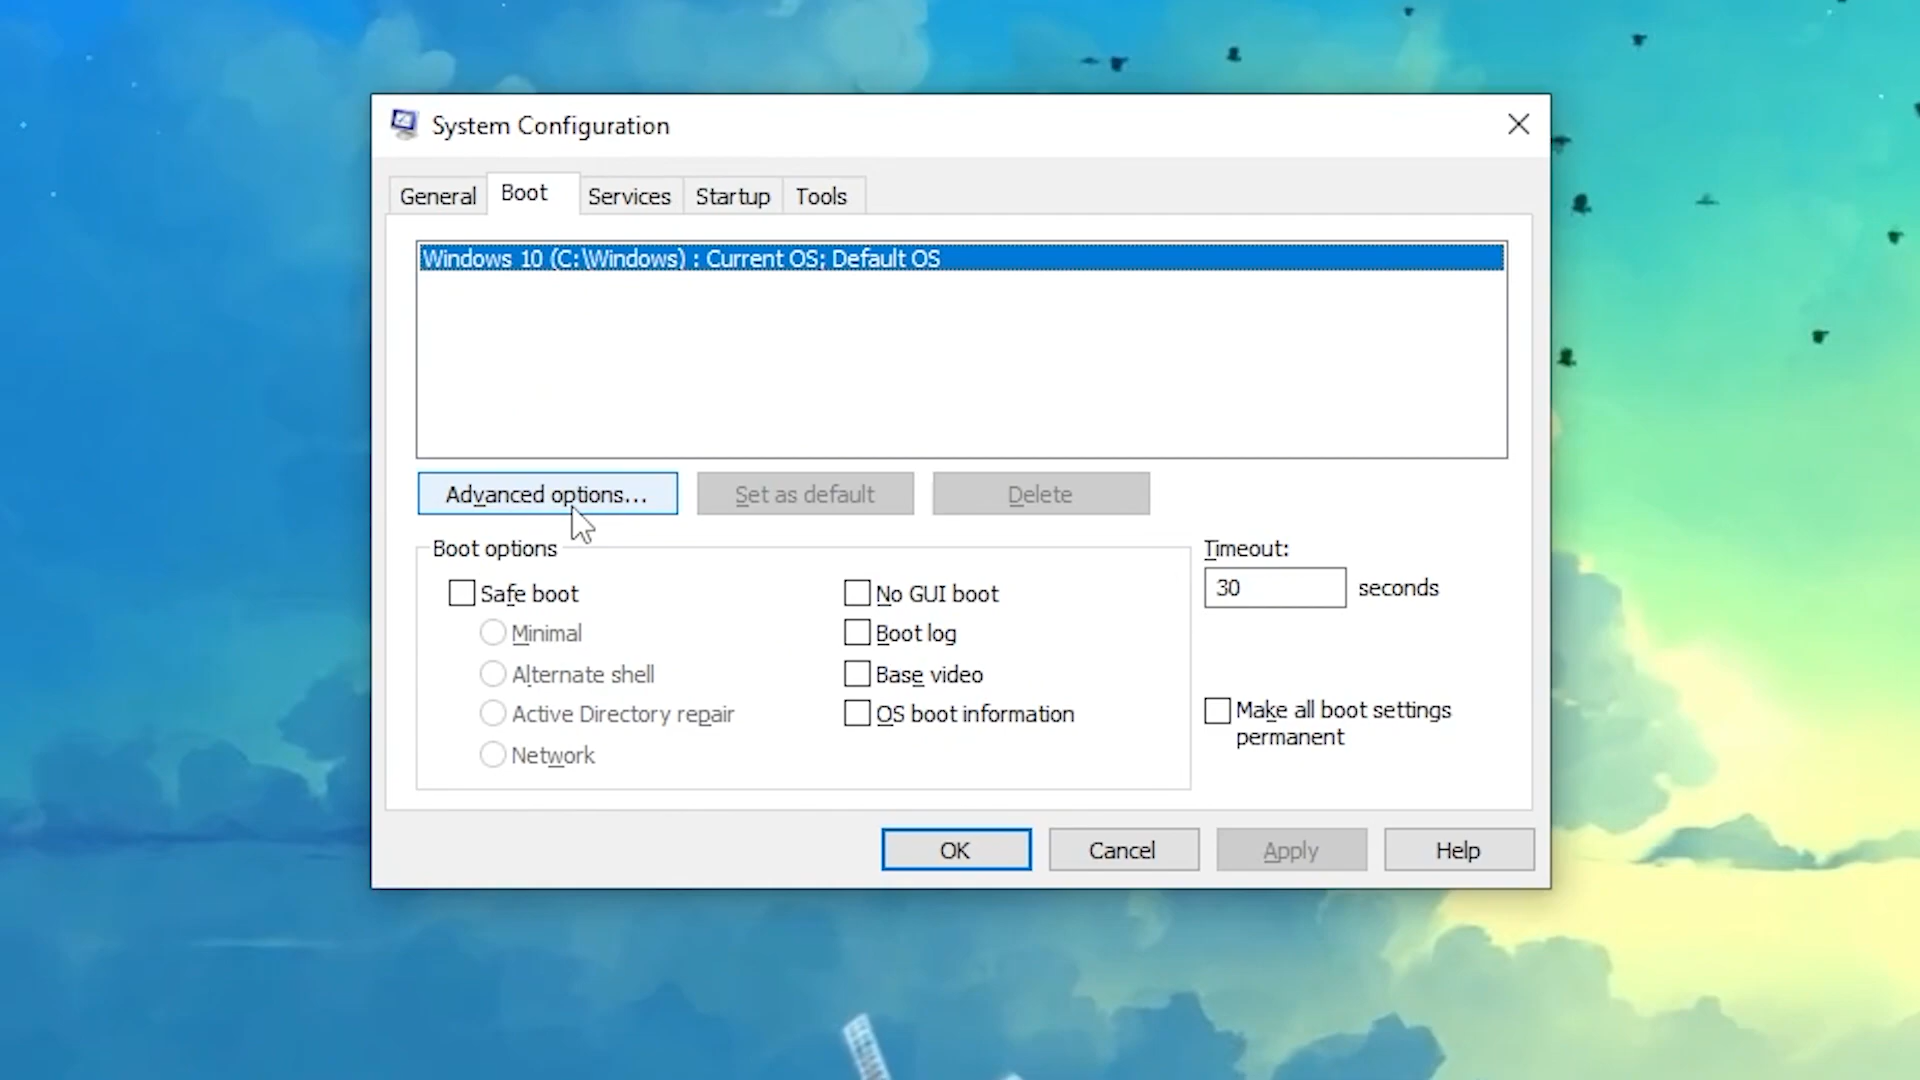 System Configuration
General Boot Services Startup Tools
Windows 10 (C:\Windows) : Current OS; Default OS
Advanced options... Set as default Delete
Boot options
Timeout:
Safe boot No GUI boot
30 seconds
Minimal Boot log
Alternate shell Base video
Active Directory repair OS boot information
Make all boot settings
permanent
Network
OK Cancel Apply Help